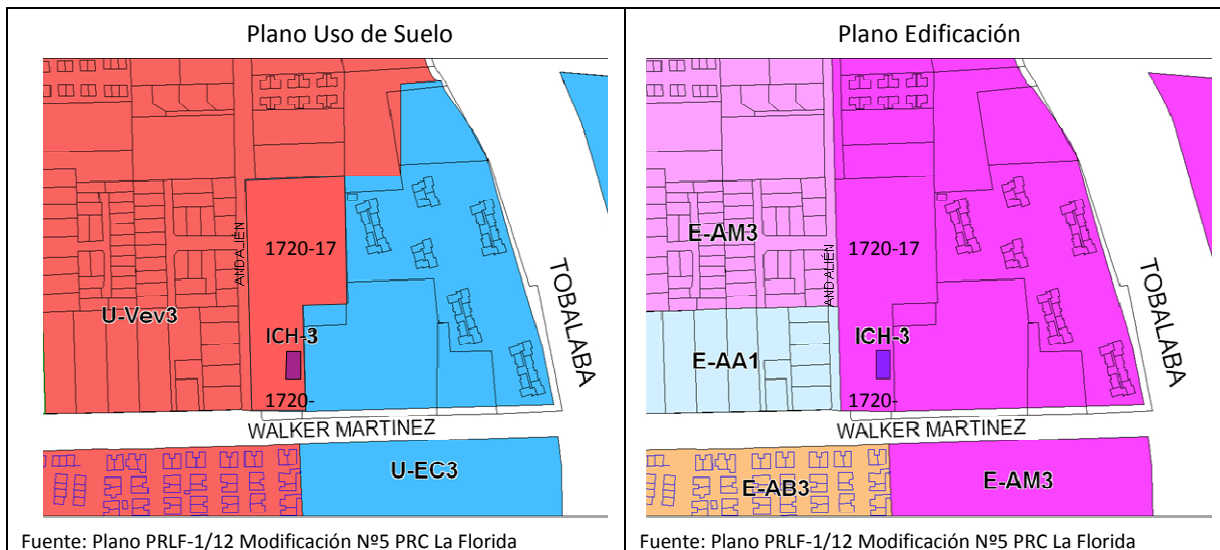 Plano Uso de Suelo
ANDALIÉN
1720-17
U-Vev3
ICH-3
1720-
TOBALABA
WALKER MARTINEZ
U-EC3
Fuente: Plano PRLF-1/12 Modificación Nº5 PRC La Florida
Plano Edificación
E-AM3
ANDALIÉN
1720-17
ICH-3
E-AA1
1720-
TOBALABA
WALKER MARTINEZ
E-AB3
E-AM3
Fuente: Plano PRLF-1/12 Modificación Nº5 PRC La Florida